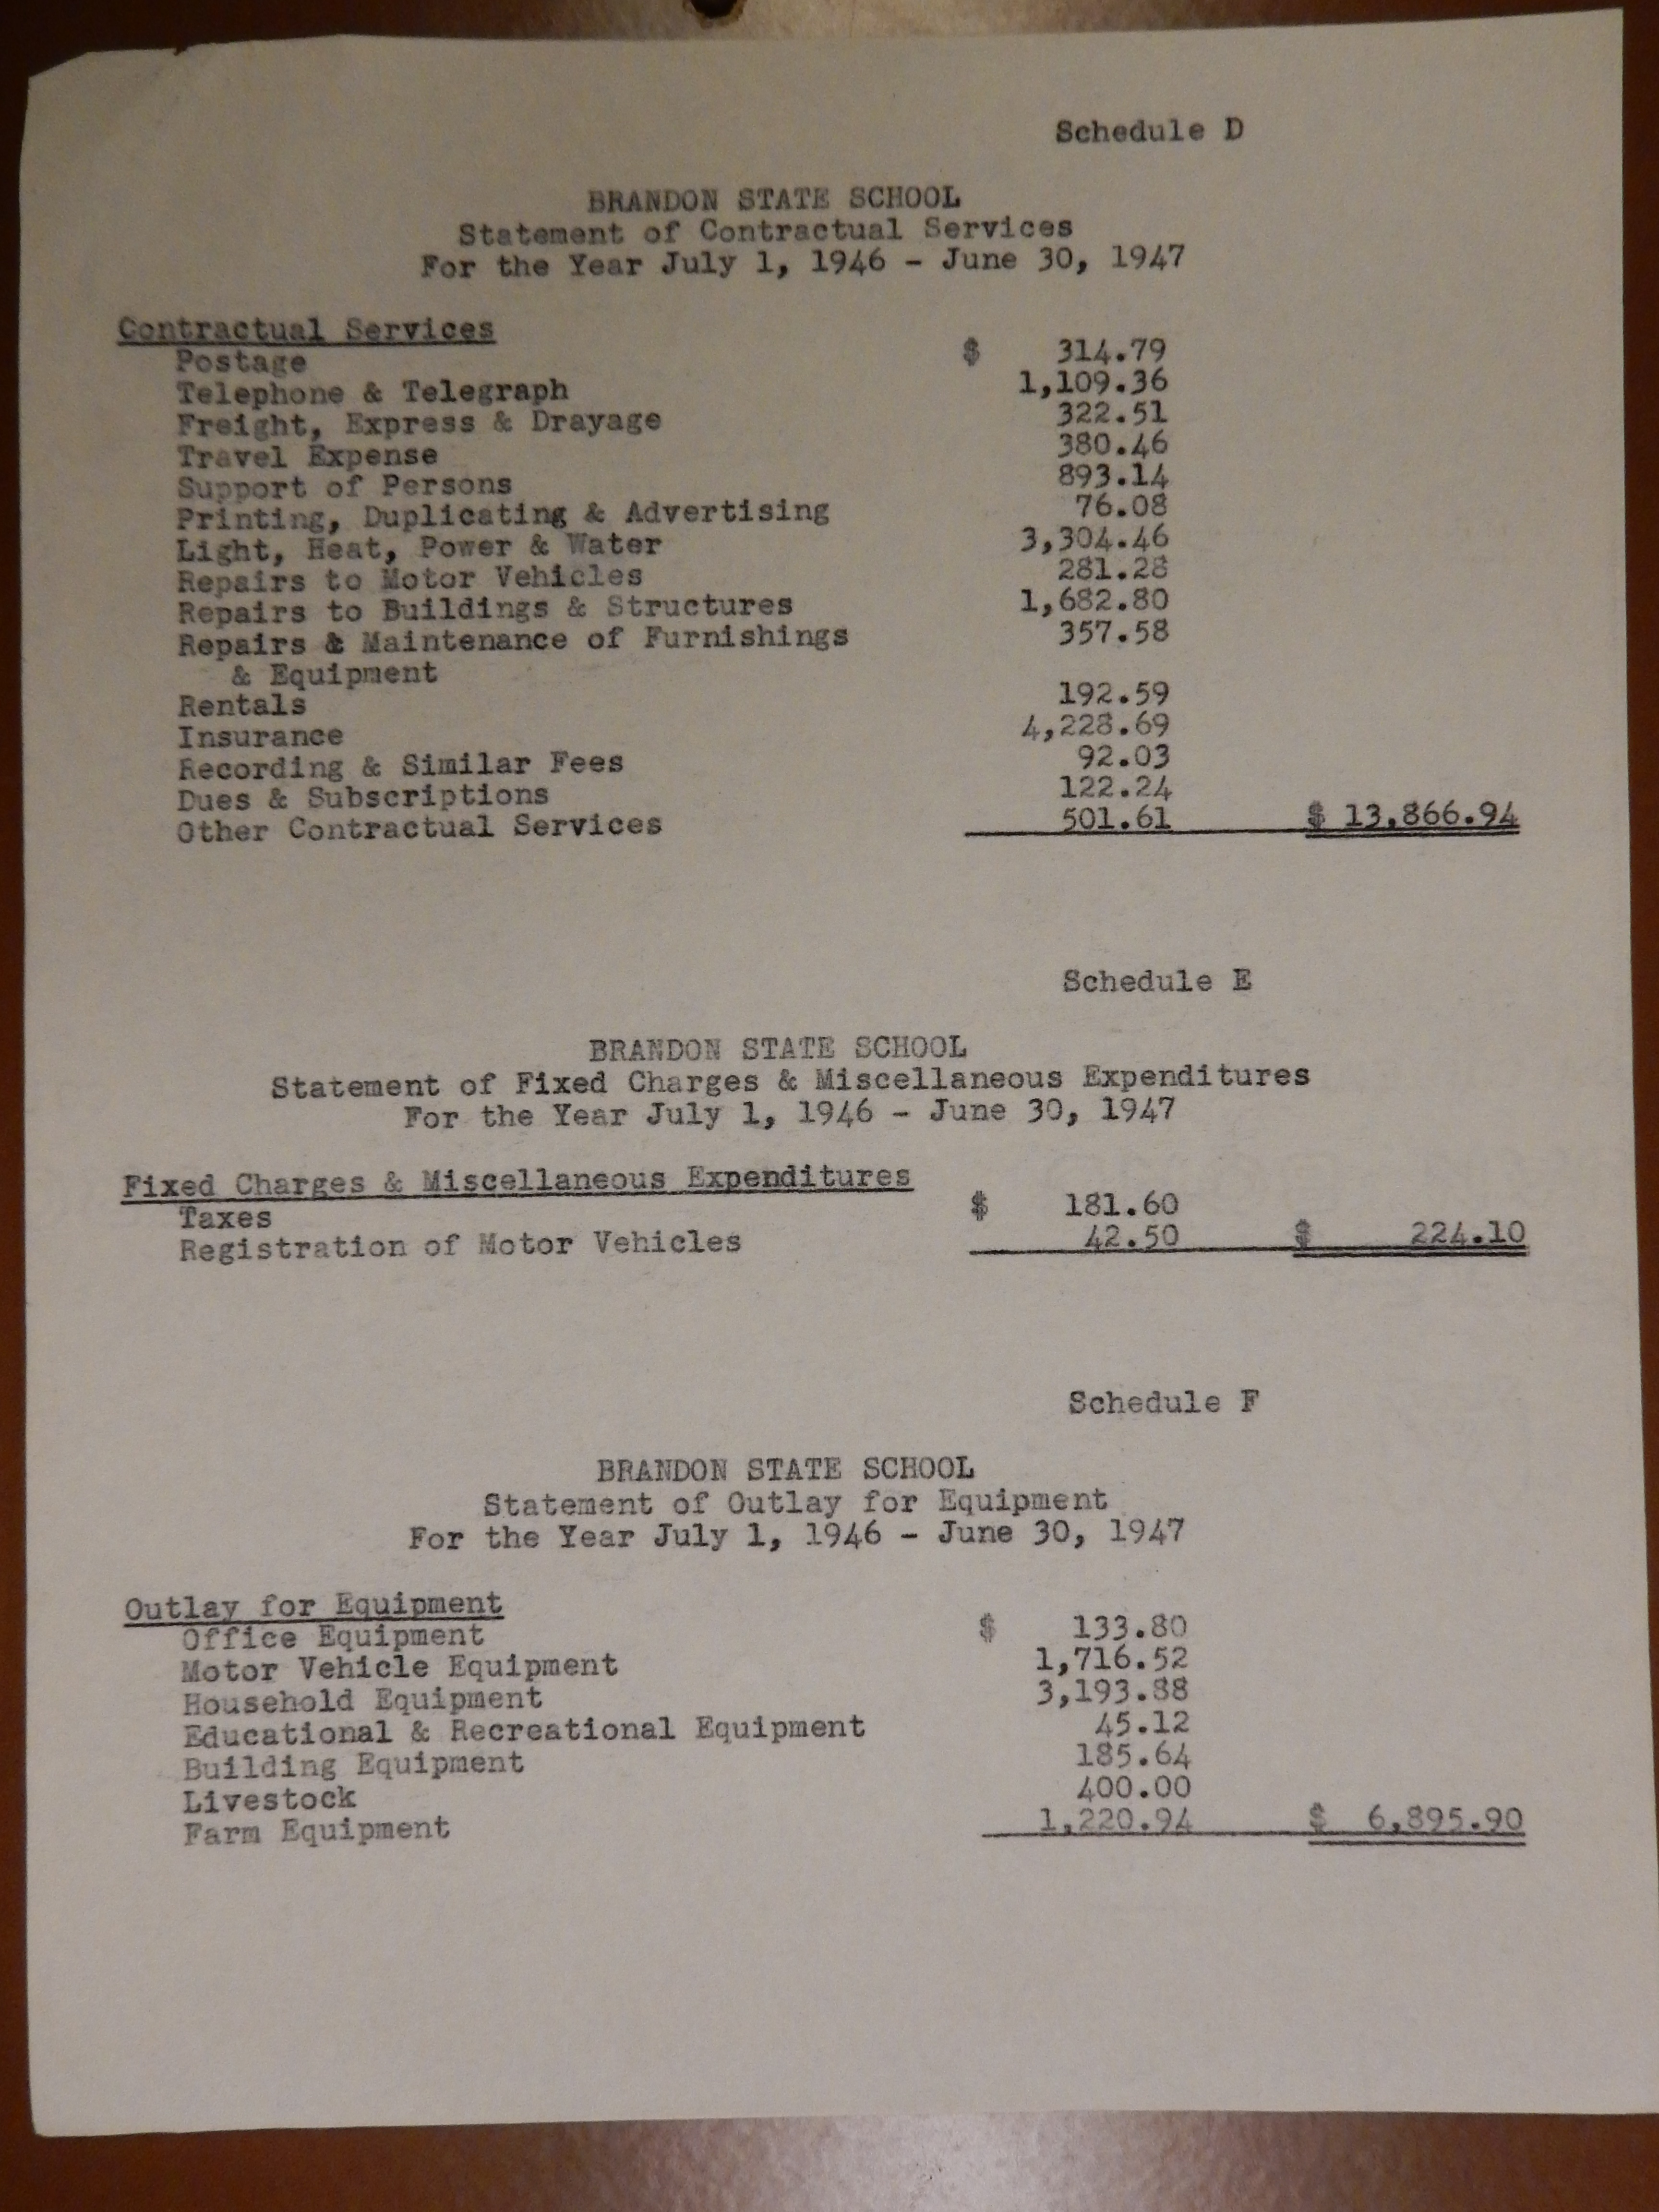 Schedule D
BRANDON STATE SCHOOL
Statement of Contractual Services
For the Year July 1, 1946 - June 30, 1947
Contractual Services
Postage $ 314.79
Telephone & Telegraph 1,109.36
Freight, Express & Drayage 322.51
Travel Expense 380.46
Support of Persons 893.14
Printing, Duplicating & Advertising 76.08
Light, Heat, Power & Water 3,304.46
Repairs to Motor Vehicles 281.28
Repairs to Buildings & Structures 1,682.80
Repairs & Maintenance of Furnishings 357.58
& Equipment
Rentals 192.59
Insurance 4,228.69
Recording & Similar Fees 92.03
Dues & Subscriptions 122.24
Other Contractual Services 501.61 $ 13,866.94
Schedule E
BRANDON STATE SCHOOL
Statement of Fixed Charges & Miscellaneous Expenditures
For the Year July 1, 1946 - June 30, 1947
Fixed Charges & Miscellaneous Expenditures
Taxes $ 181.60
Registration of Motor Vehicles 42.50 $ 224.10
Schedule F
BRANDON STATE SCHOOL
Statement of Outlay for Equipment
For the Year July 1, 1946 - June 30, 1947
Outlay for Equipment
Office Equipment $ 133.80
Motor Vehicle Equipment 1,716.52
Household Equipment 3,193.88
Educational & Recreational Equipment 45.12
Building Equipment 185.64
Livestock 400.00
Farm Equipment 1,220.94 $ 6,895.90